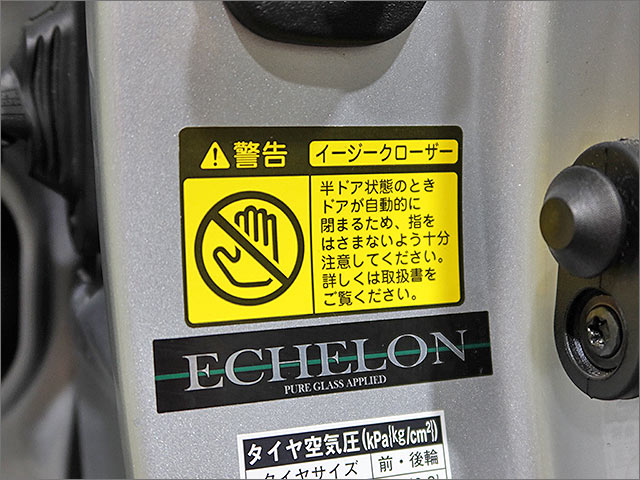 警告 イージークローザー
半ドア状態のとき
ドアが自動的に
閉まるため、指を
はさまないよう十分
注意してください。
詳しくは取扱書を
ご覧ください。
ECHELON
PURE GLASS APPLIED
タイヤ空気圧(kPa{kg/cm²})
タイヤサイズ 前・後輪